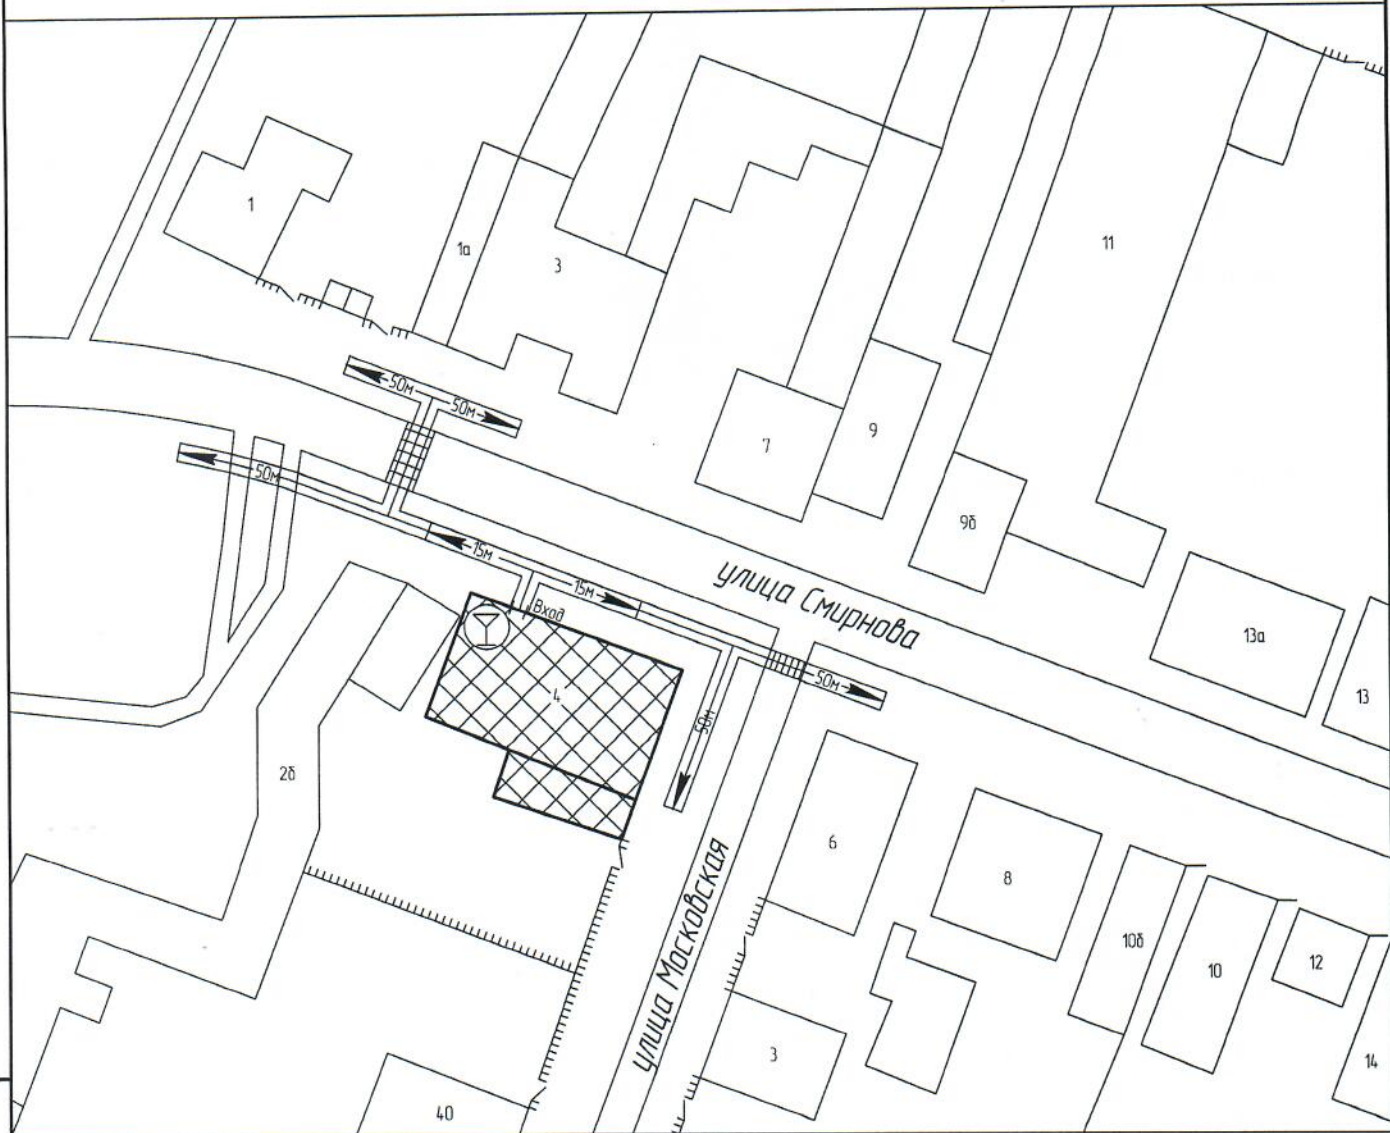 1
1а
3
11
50м
50м
7
9
9б
50м
15м
15м
Вход
улица Смирнова
13а
13
4
50м
50м
2б
6
8
улица Московская
10б
10
12
3
14
40